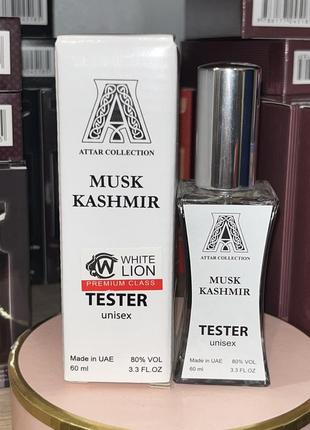 ATTAR COLLECTION
MUSK
KASHMIR
WHITE
LION
PREMIUM CLASS
TESTER
unisex
Made in UAE 80% VOL
60 ml 3.3 FL.OZ
ATTAR COLLECTION
MUSK
KASHMIR
TESTER
unisex
Made in UAE 80% VOL
60 ml 3.3 FL.OZ